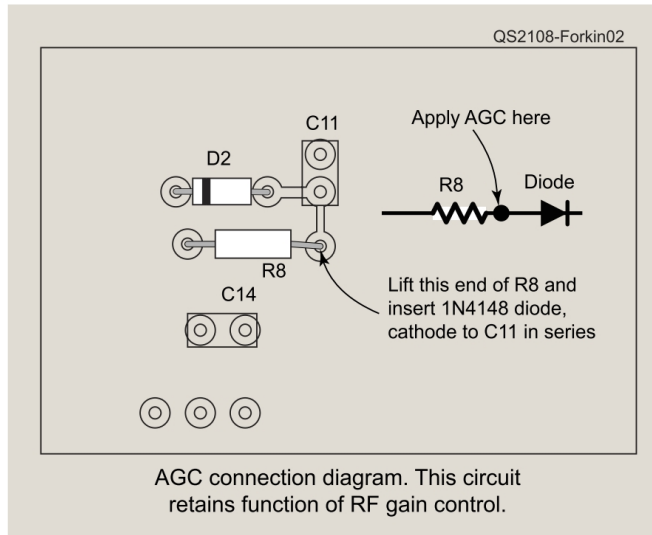 QS2108-Forkin02
C11
Apply AGC here
D2
R8
Diode
R8
Lift this end of R8 and
insert 1N4148 diode,
cathode to C11 in series
C14
AGC connection diagram. This circuit
retains function of RF gain control.